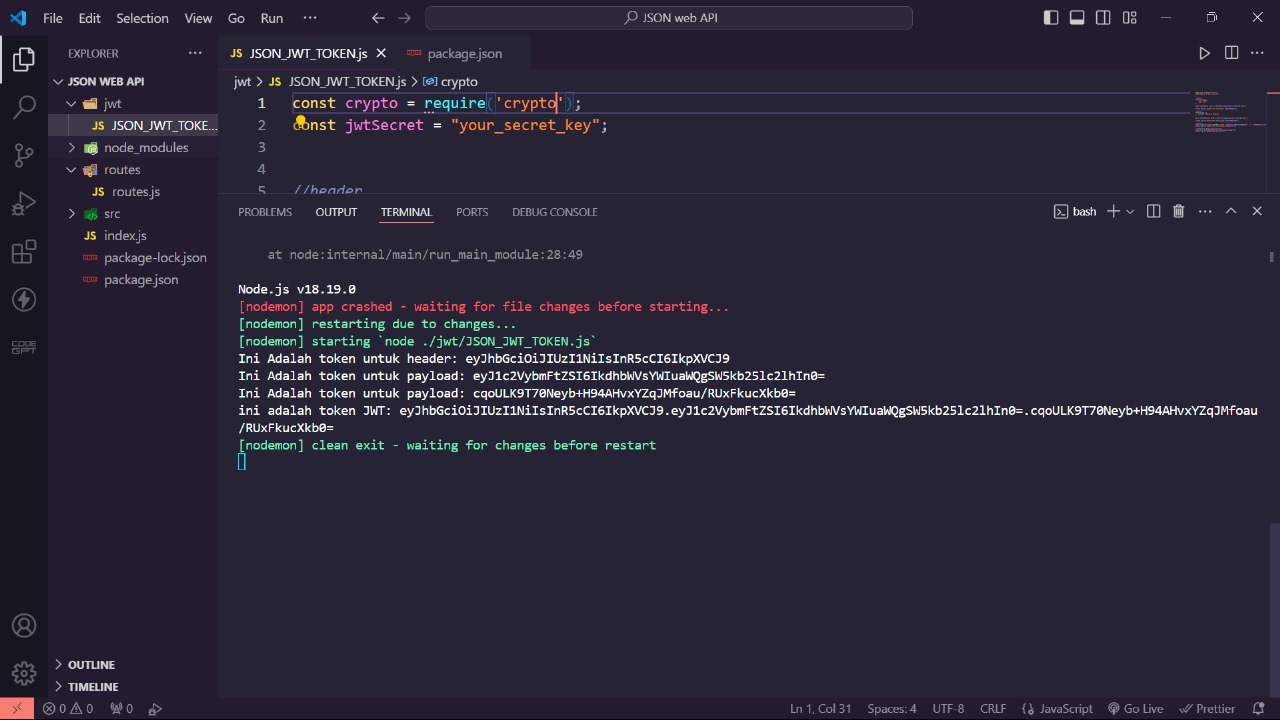 File Edit Selection View Go Run ··· JSON web API
EXPLORER ···
JSON WEB API
jwt
JS JSON_JWT_TOKE...
node_modules
routes
JS routes.js
src
JS index.js
package-lock.json
package.json
OUTLINE
TIMELINE
CODE GPT
JS JSON_JWT_TOKEN.js package.json
jwt > JS JSON_JWT_TOKEN.js > crypto
1 const crypto = require('crypto');
2 const jwtSecret = "your_secret_key";
3
4
5 //header
PROBLEMS OUTPUT TERMINAL PORTS DEBUG CONSOLE bash
at node:internal/main/run_main_module:28:49
Node.js v18.19.0
[nodemon] app crashed - waiting for file changes before starting...
[nodemon] restarting due to changes...
[nodemon] starting `node ./jwt/JSON_JWT_TOKEN.js`
Ini Adalah token untuk header: eyJhbGciOiJIUzI1NiIsInR5cCI6IkpXVCJ9
Ini Adalah token untuk payload: eyJ1c2VybmFtZSI6IkdhbWVsYWIuaWQgSW5kb25lc2lhIn0=
Ini Adalah token untuk payload: cqoULK9T70Neyb+H94AHvxYZqJMfoau/RUxFkucXkb0=
ini adalah token JWT: eyJhbGciOiJIUzI1NiIsInR5cCI6IkpXVCJ9.eyJ1c2VybmFtZSI6IkdhbWVsYWIuaWQgSW5kb25lc2lhIn0=.cqoULK9T70Neyb+H94AHvxYZqJMfoau
/RUxFkucXkb0=
[nodemon] clean exit - waiting for changes before restart
0 0 0 Ln 1, Col 31 Spaces: 4 UTF-8 CRLF JavaScript Go Live Prettier